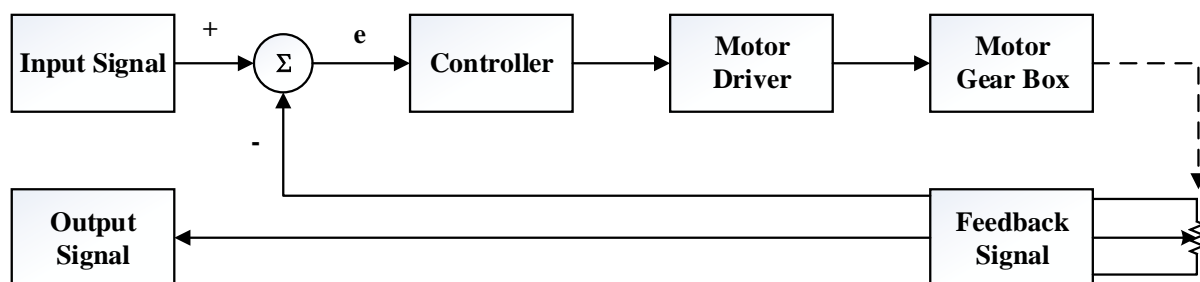 +
e
Input Signal
Σ
Controller
Motor
Driver
Motor
Gear Box
-
Output
Signal
Feedback
Signal